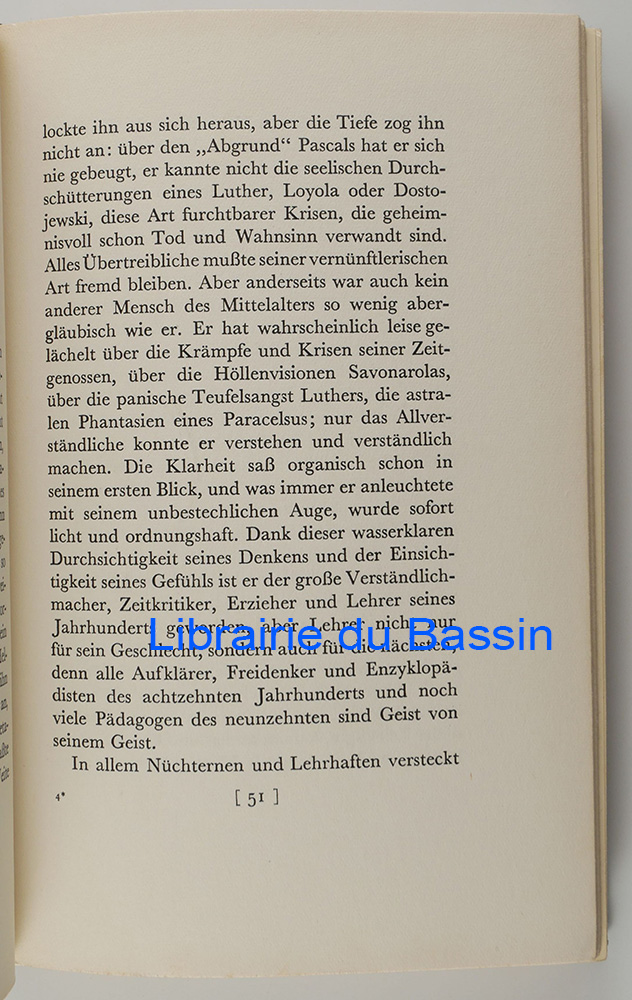 lockte ihn aus sich heraus, aber die Tiefe zog ihn
nicht an: über den „Abgrund“ Pascals hat er sich
nie gebeugt, er kannte nicht die seelischen Durch-
schütterungen eines Luther, Loyola oder Dosto-
jewski, diese Art furchtbarer Krisen, die geheim-
nisvoll schon Tod und Wahnsinn verwandt sind.
Alles Übertreibliche mußte seiner vernünftlerischen
Art fremd bleiben. Aber anderseits war auch kein
anderer Mensch des Mittelalters so wenig aber-
gläubisch wie er. Er hat wahrscheinlich leise ge-
lächelt über die Krämpfe und Krisen seiner Zeit-
genossen, über die Höllenvisionen Savonarolas,
über die panische Teufelsangst Luthers, die astra-
len Phantasien eines Paracelsus; nur das Allver-
ständliche konnte er verstehen und verständlich
machen. Die Klarheit saß organisch schon in
seinem ersten Blick, und was immer er anleuchtete
mit seinem unbestechlichen Auge, wurde sofort
licht und ordnungshaft. Dank dieser wasserklaren
Durchsichtigkeit seines Denkens und der Einsich-
tigkeit seines Gefühls ist er der große Verständlich-
macher, Zeitkritiker, Erzieher und Lehrer seines
Jahrhunderts geworden, aber Lehrer nicht nur
Librairie du Bassin
für sein Geschlecht, sondern auch für die nächsten,
denn alle Aufklärer, Freidenker und Enzyklopä-
disten des achtzehnten Jahrhunderts und noch
viele Pädagogen des neunzehnten sind Geist von
seinem Geist.
In allem Nüchternen und Lehrhaften versteckt
4* [ 51 ]